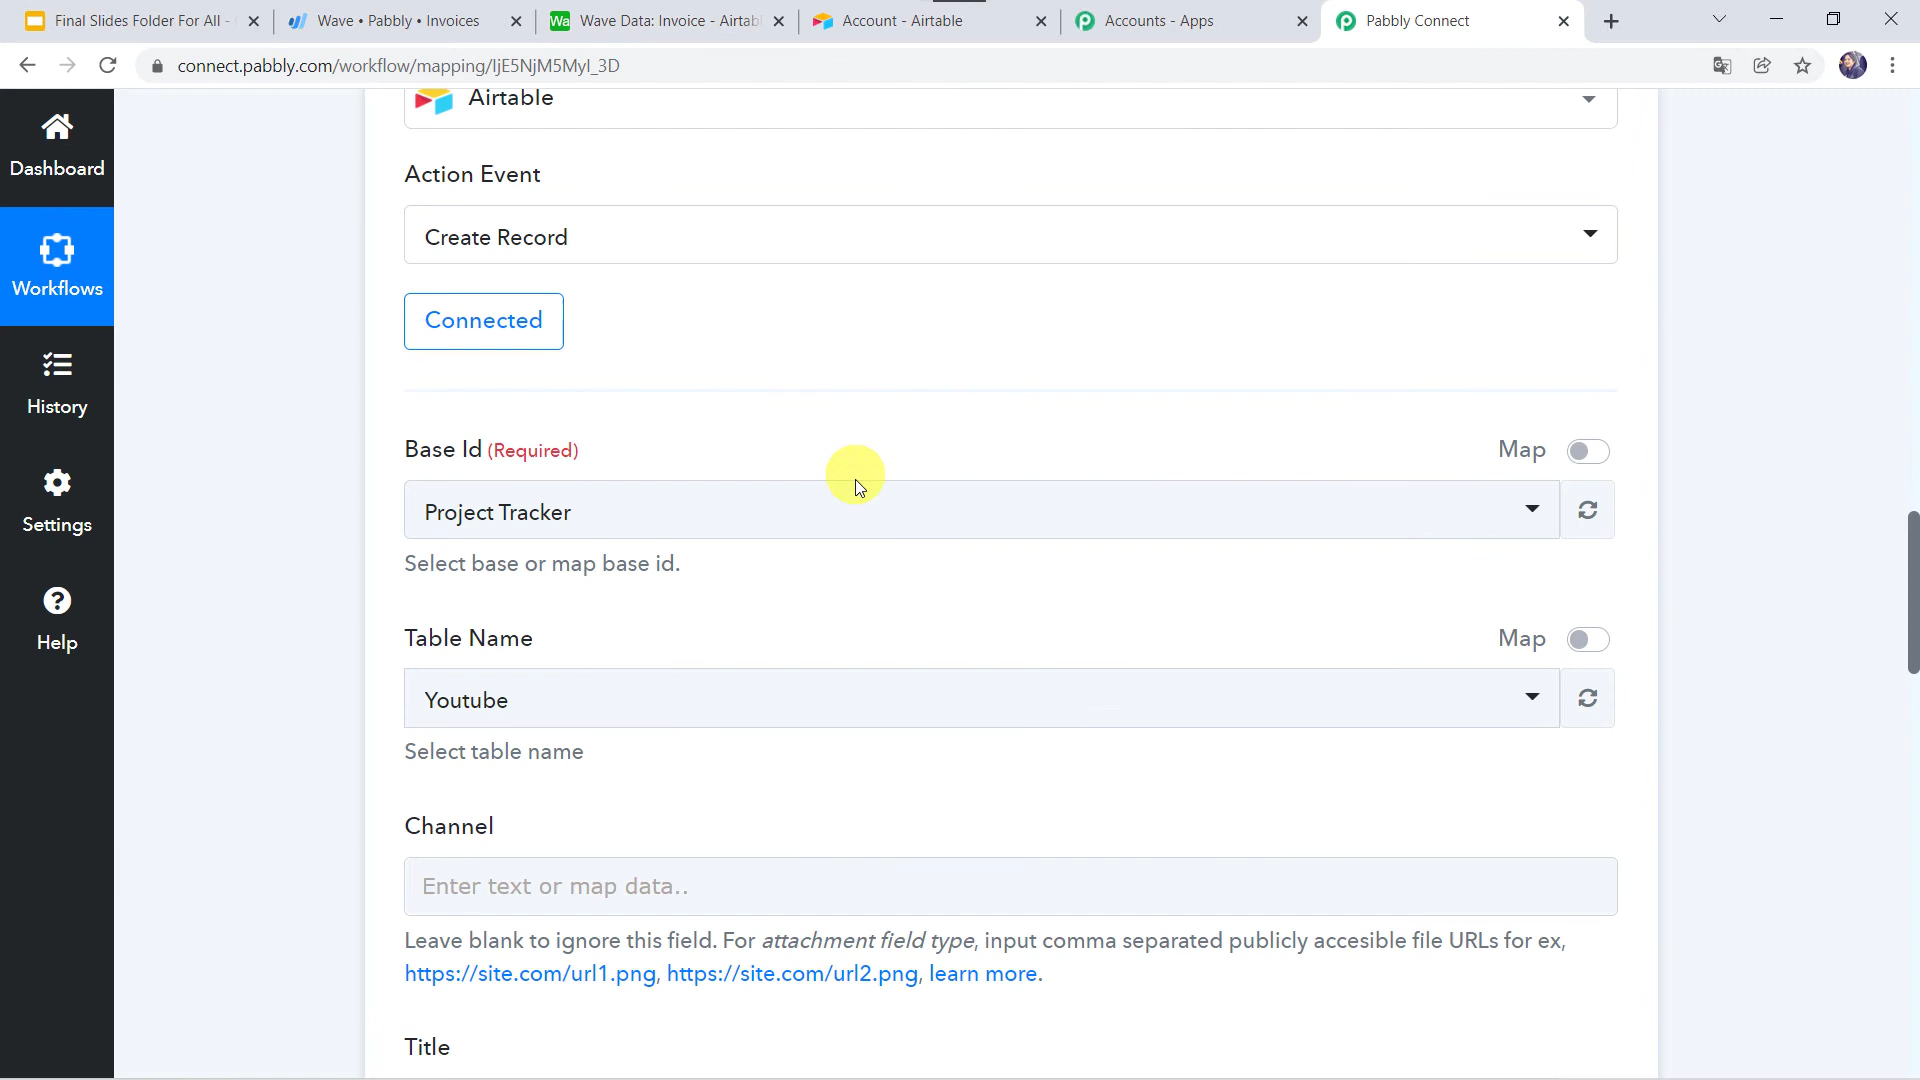 Final Slides Folder For All -
Wave • Pabbly • Invoices
Wa
Wave Data: Invoice - Airtab
Account - Airtable
Accounts - Apps
Pabbly Connect
connect.pabbly.com/workflow/mapping/IjE5NjM5MyI_3D
Dashboard
Workflows
History
Settings
Help
Airtable
Action Event
Create Record
Connected
Base Id (Required)
Map
Project Tracker
Select base or map base id.
Table Name
Map
Youtube
Select table name
Channel
Enter text or map data..
Leave blank to ignore this field. For attachment field type, input comma separated publicly accesible file URLs for ex,
https://site.com/url1.png, https://site.com/url2.png, learn more.
Title